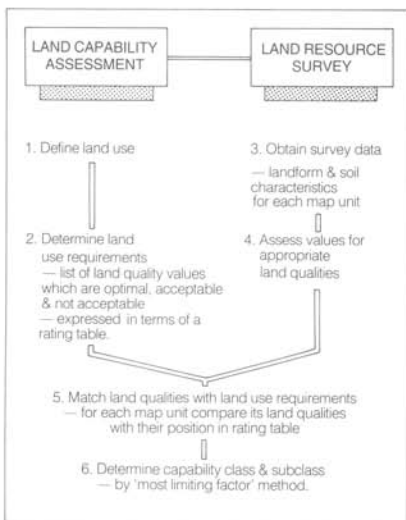 LAND CAPABILITY
ASSESSMENT
LAND RESOURCE
SURVEY
1. Define land use
2. Determine land
use requirements
— list of land quality values
which are optimal, acceptable
& not acceptable
— expressed in terms of a
rating table.
3. Obtain survey data
— landform & soil
characteristics
for each map unit
4. Assess values for
appropriate
land qualities
5. Match land qualities with land use requirements
— for each map unit compare its land qualities
with their position in rating table
6. Determine capability class & subclass
— by 'most limiting factor' method.